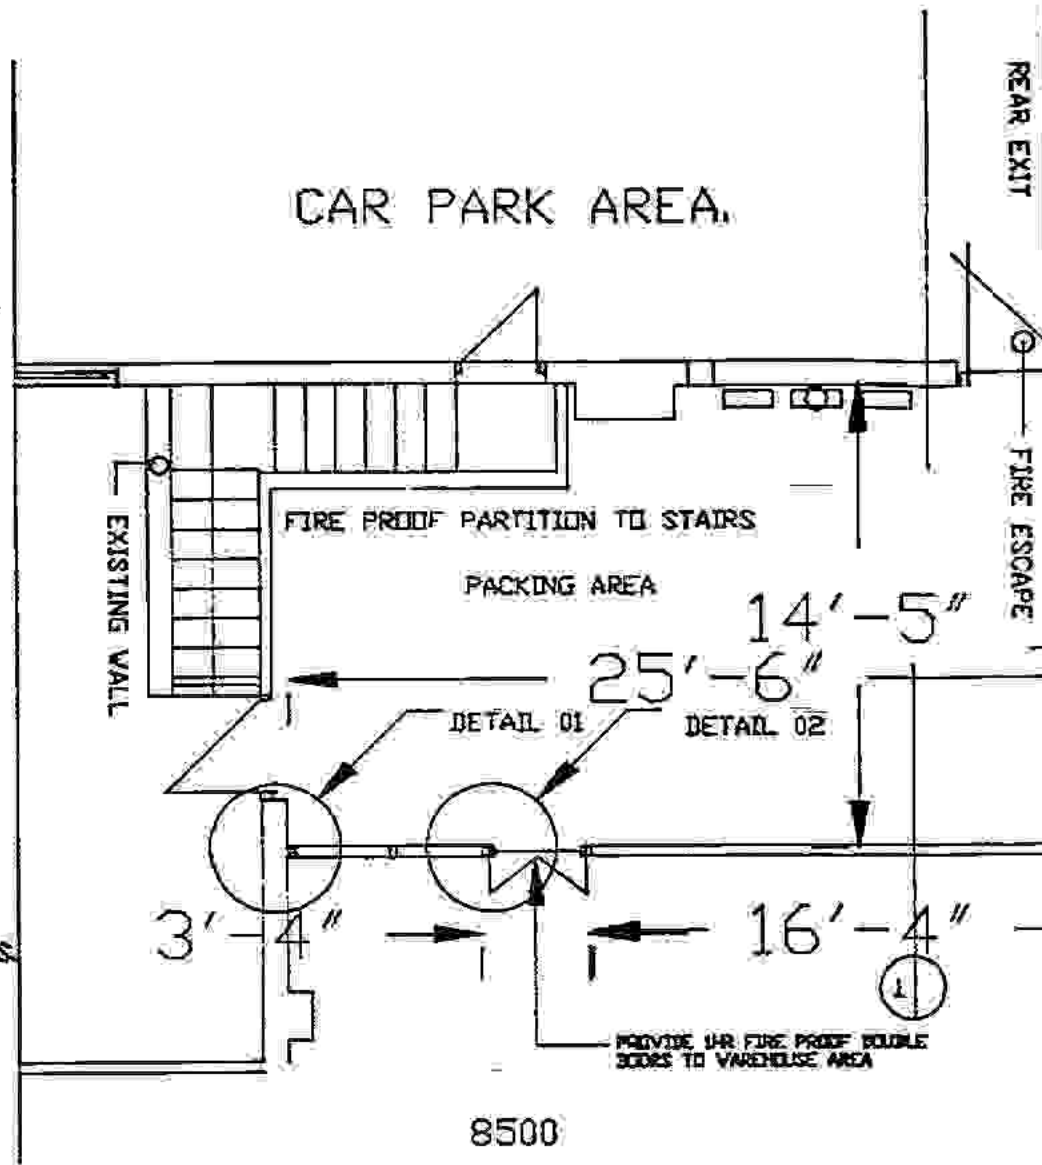 REAR EXIT
CAR PARK AREA.
FIRE ESCAPE
EXISTING WALL
FIRE PROOF PARTITION TO STAIRS
PACKING AREA
14'-5"
25'-6"
DETAIL 01
DETAIL 02
3'-4"
16'-4"
1
PROVIDE 1HR FIRE PROOF DOUBLE
DOORS TO WAREHOUSE AREA
8500